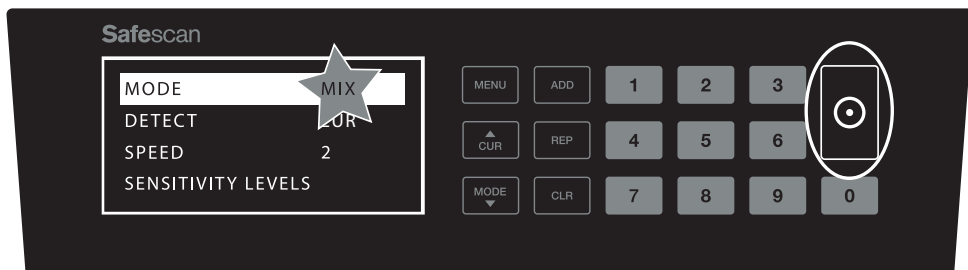 Safescan
MODE MIX
DETECT EUR
SPEED 2
SENSITIVITY LEVELS
MENU ADD 1 2 3
CUR REP 4 5 6
MODE CLR 7 8 9 0